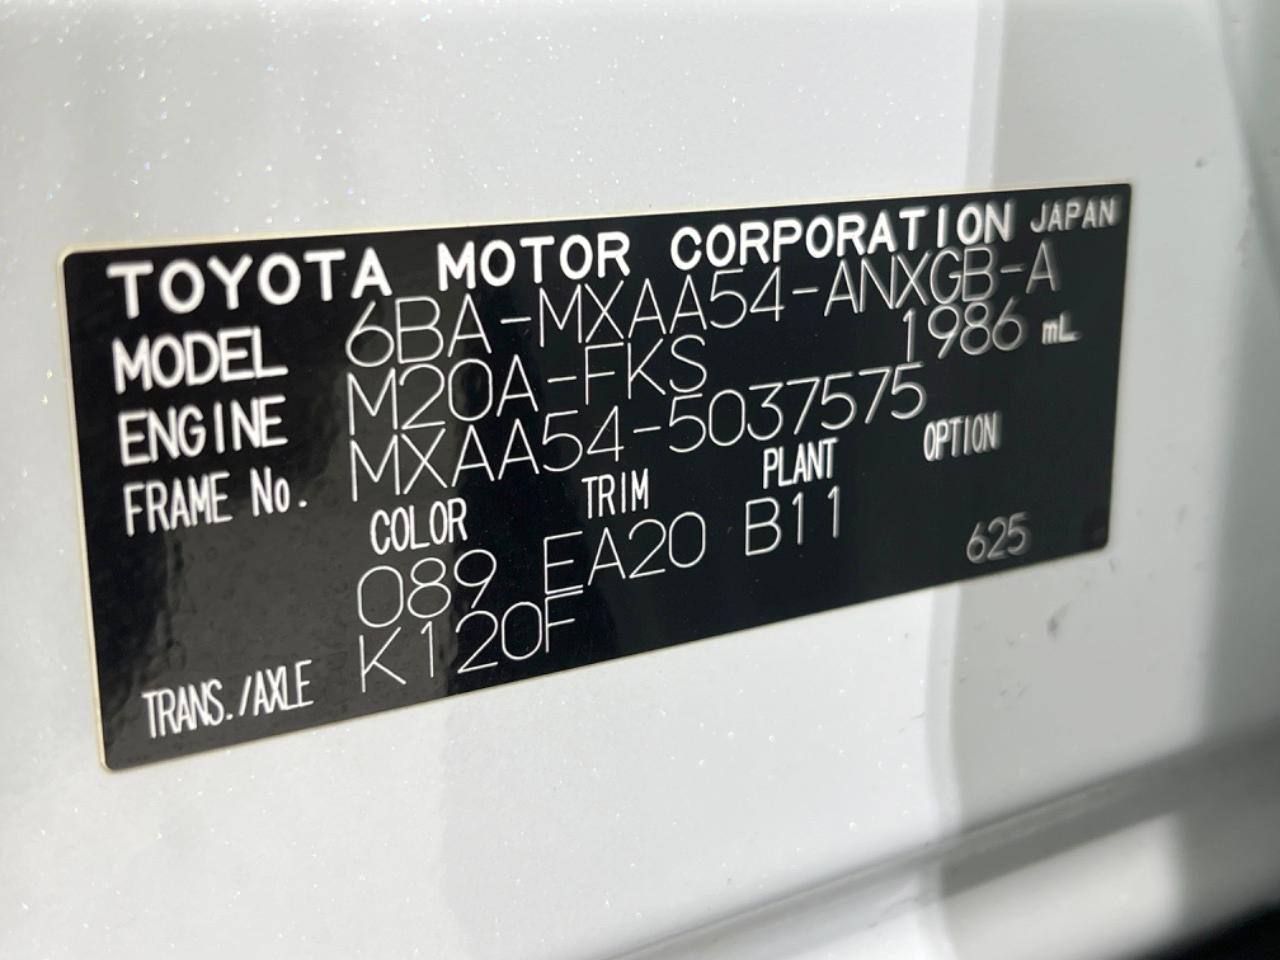 TOYOTA MOTOR CORPORATION JAPAN
MODEL 6BA-MXAA54-ANXGB-A
ENGINE M20A-FKS 1986 mL
FRAME No. MXAA54-5037575
COLOR TRIM PLANT OPTION
089 EA20 B11 625
TRANS./AXLE K120F